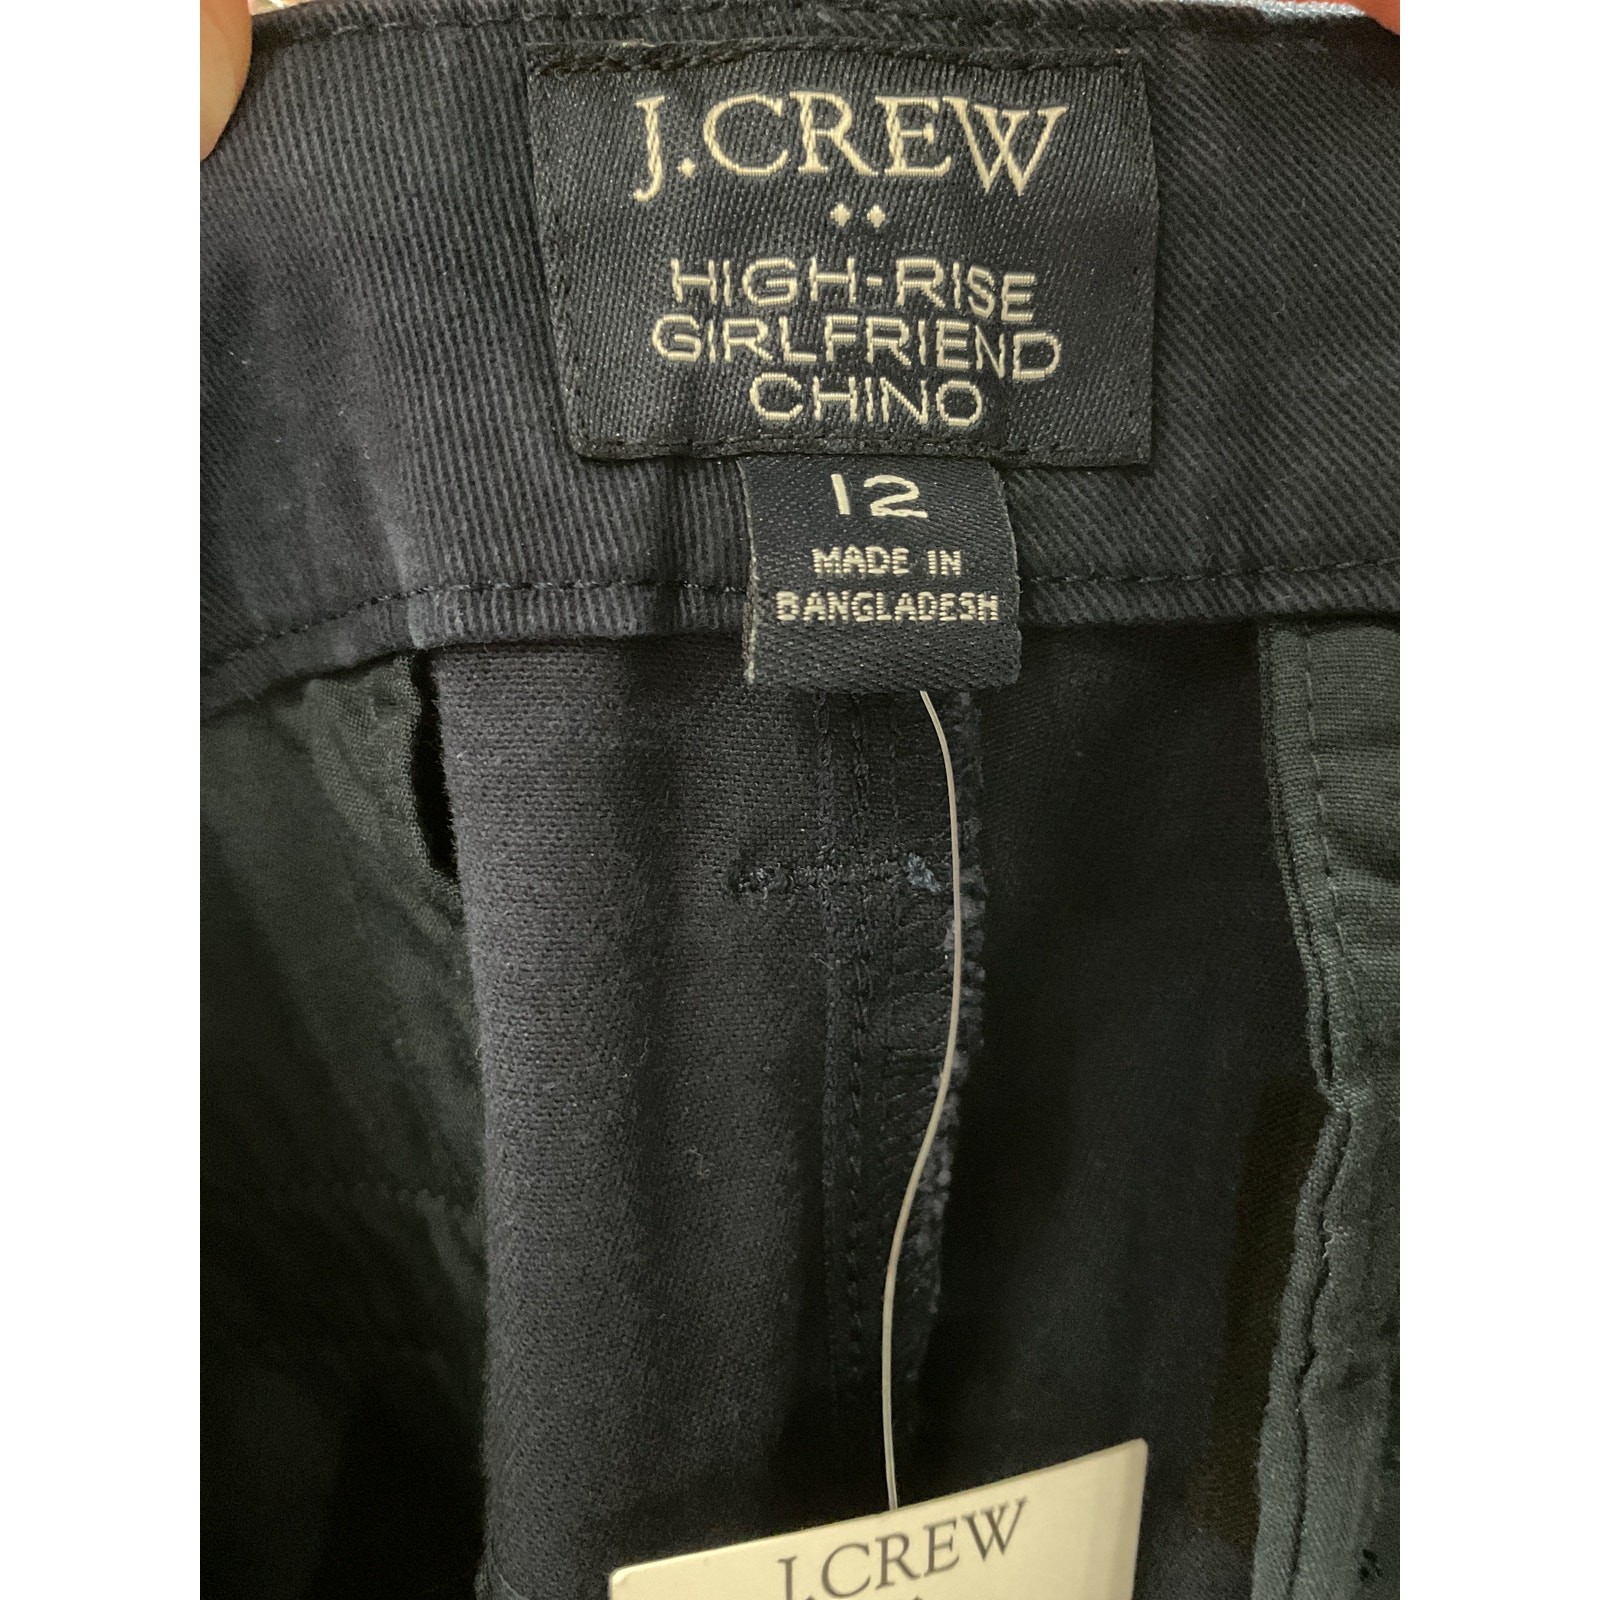 J.CREW
HIGH-RISE
GIRLFRIEND
CHINO
12
MADE IN
BANGLADESH
J.CREW